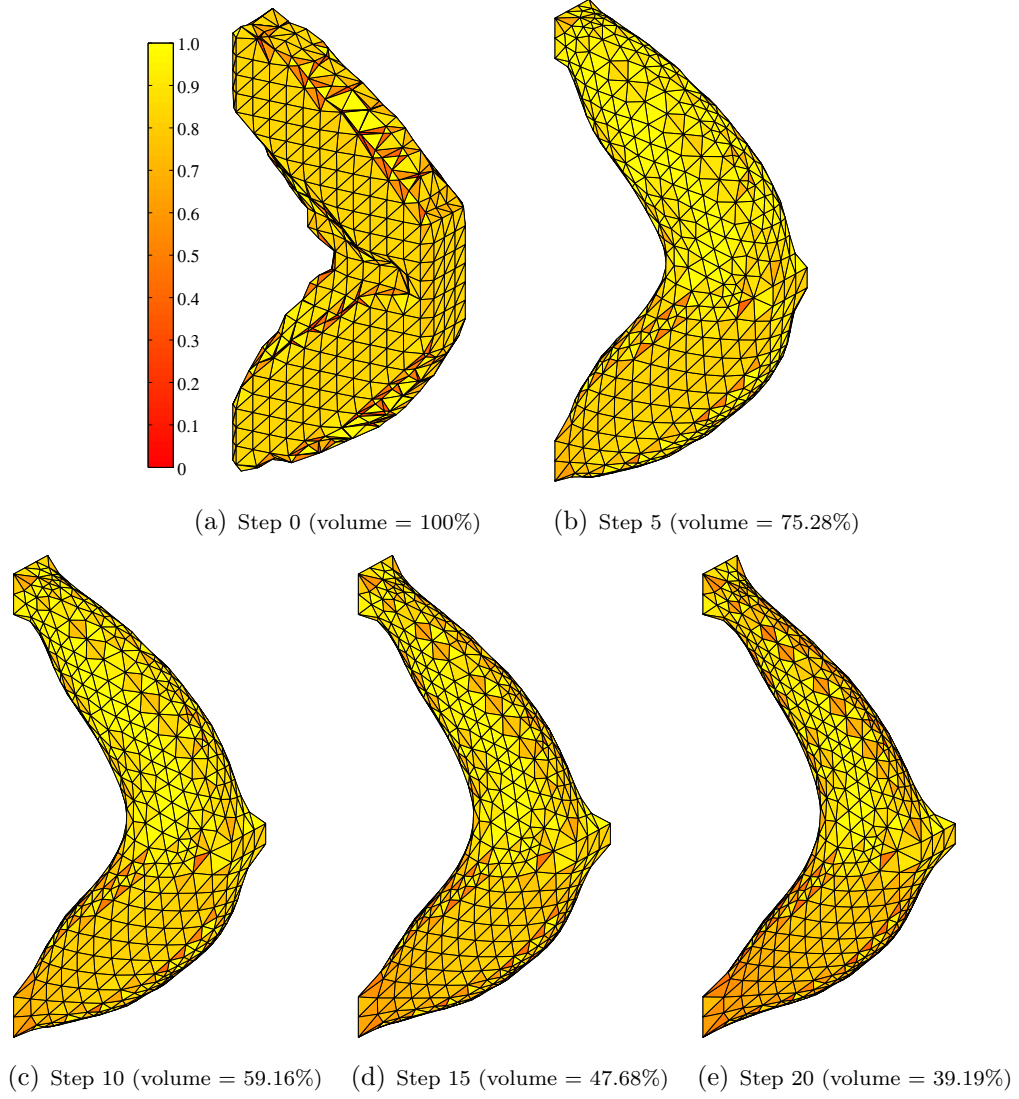 1.0
0.9
0.8
0.7
0.6
0.5
0.4
0.3
0.2
0.1
0
(a) Step 0 (volume = 100%)
(b) Step 5 (volume = 75.28%)
(c) Step 10 (volume = 59.16%)
(d) Step 15 (volume = 47.68%)
(e) Step 20 (volume = 39.19%)